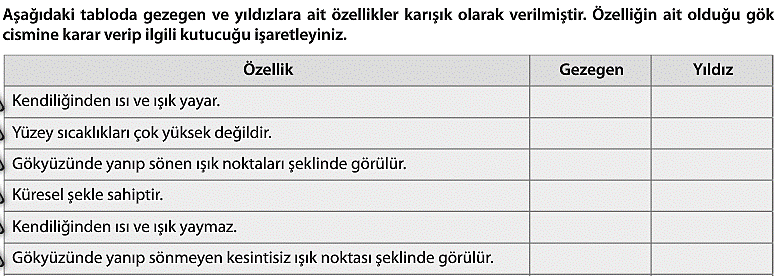 Aşağıdaki tabloda gezegen ve yıldızlara ait özellikler karışık olarak verilmiştir. Özelliğin ait olduğu gök
cismine karar verip ilgili kutucuğu işaretleyiniz.
Özellik Gezegen Yıldız
Kendiliğinden ısı ve ışık yayar.
Yüzey sıcaklıkları çok yüksek değildir.
Gökyüzünde yanıp sönen ışık noktaları şeklinde görülür.
Küresel şekle sahiptir.
Kendiliğinden ısı ve ışık yaymaz.
Gökyüzünde yanıp sönmeyen kesintisiz ışık noktası şeklinde görülür.